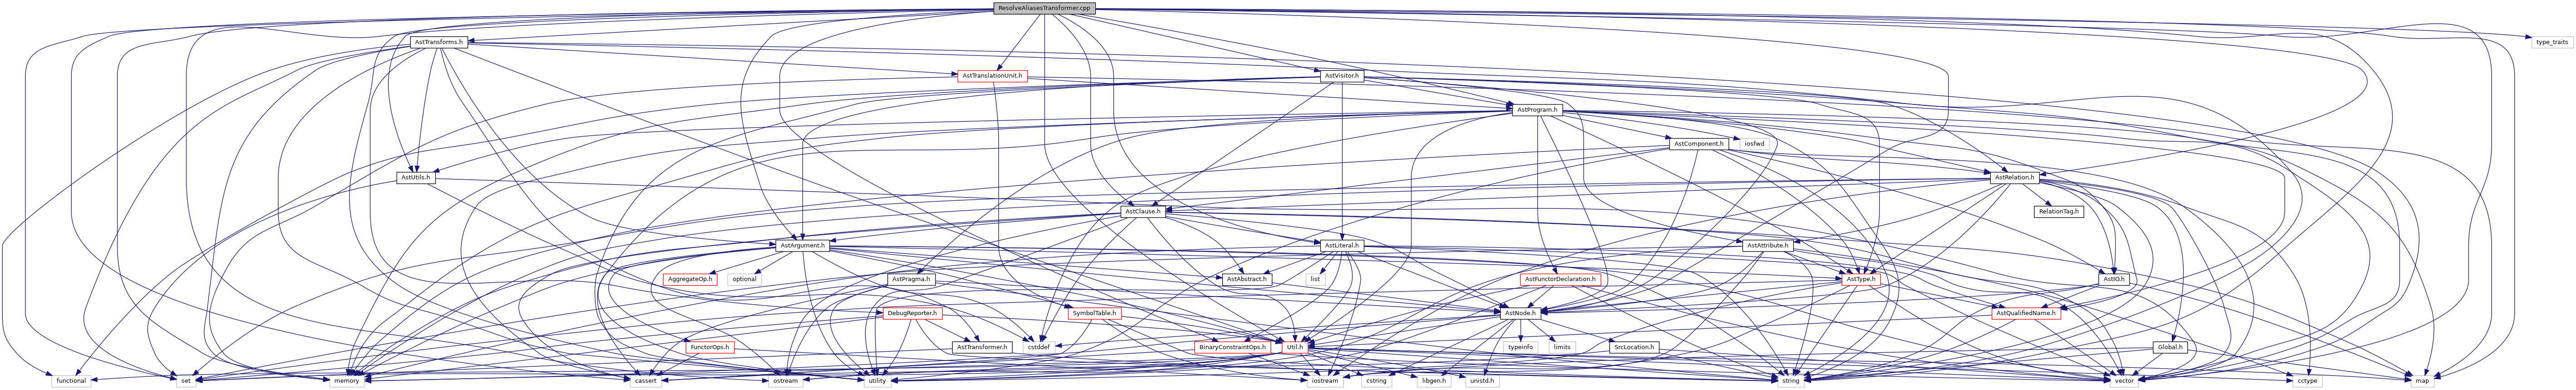 ResolveAliasesTransformer.cpp
AstTransforms.h
type_traits
AstTranslationUnit.h
AstVisitor.h
AstProgram.h
AstComponent.h
iosfwd
AstUtils.h
AstRelation.h
AstClause.h
RelationTag.h
AstArgument.h
AstLiteral.h
AstAttribute.h
AggregateOp.h
optional
AstPragma.h
AstAbstract.h
list
AstFunctorDeclaration.h
AstType.h
AstIO.h
DebugReporter.h
SymbolTable.h
AstNode.h
AstQualifiedName.h
FunctorOps.h
AstTransformer.h
cstddef
BinaryConstraintOps.h
Util.h
typeinfo
limits
SrcLocation.h
Global.h
functional
set
memory
cassert
ostream
utility
iostream
cstring
libgen.h
unistd.h
string
vector
cctype
map